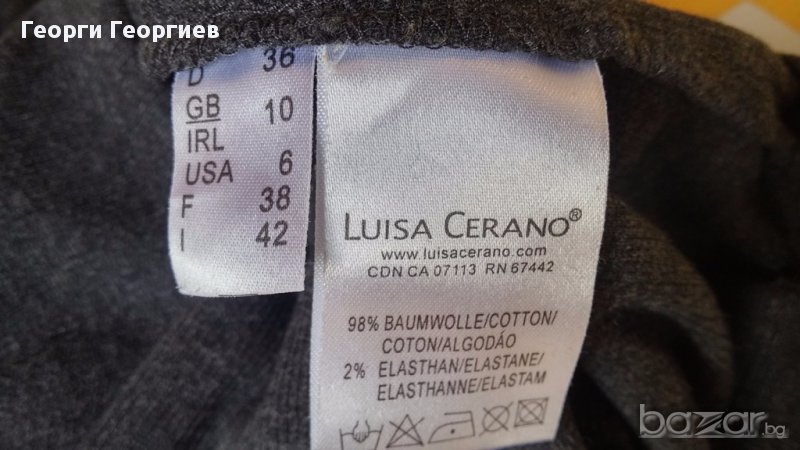 Георги Георгиев
D 36
GB 10
IRL
USA 6
F 38
I 42
LUISA CERANO®
www.luisacerano.com
CDN CA 07113 RN 67442
98% BAUMWOLLE/COTTON/
COTON/ALGODÃO
2% ELASTHAN/ELASTANE/
ELASTHANNE/ELASTAM
bazar.bg